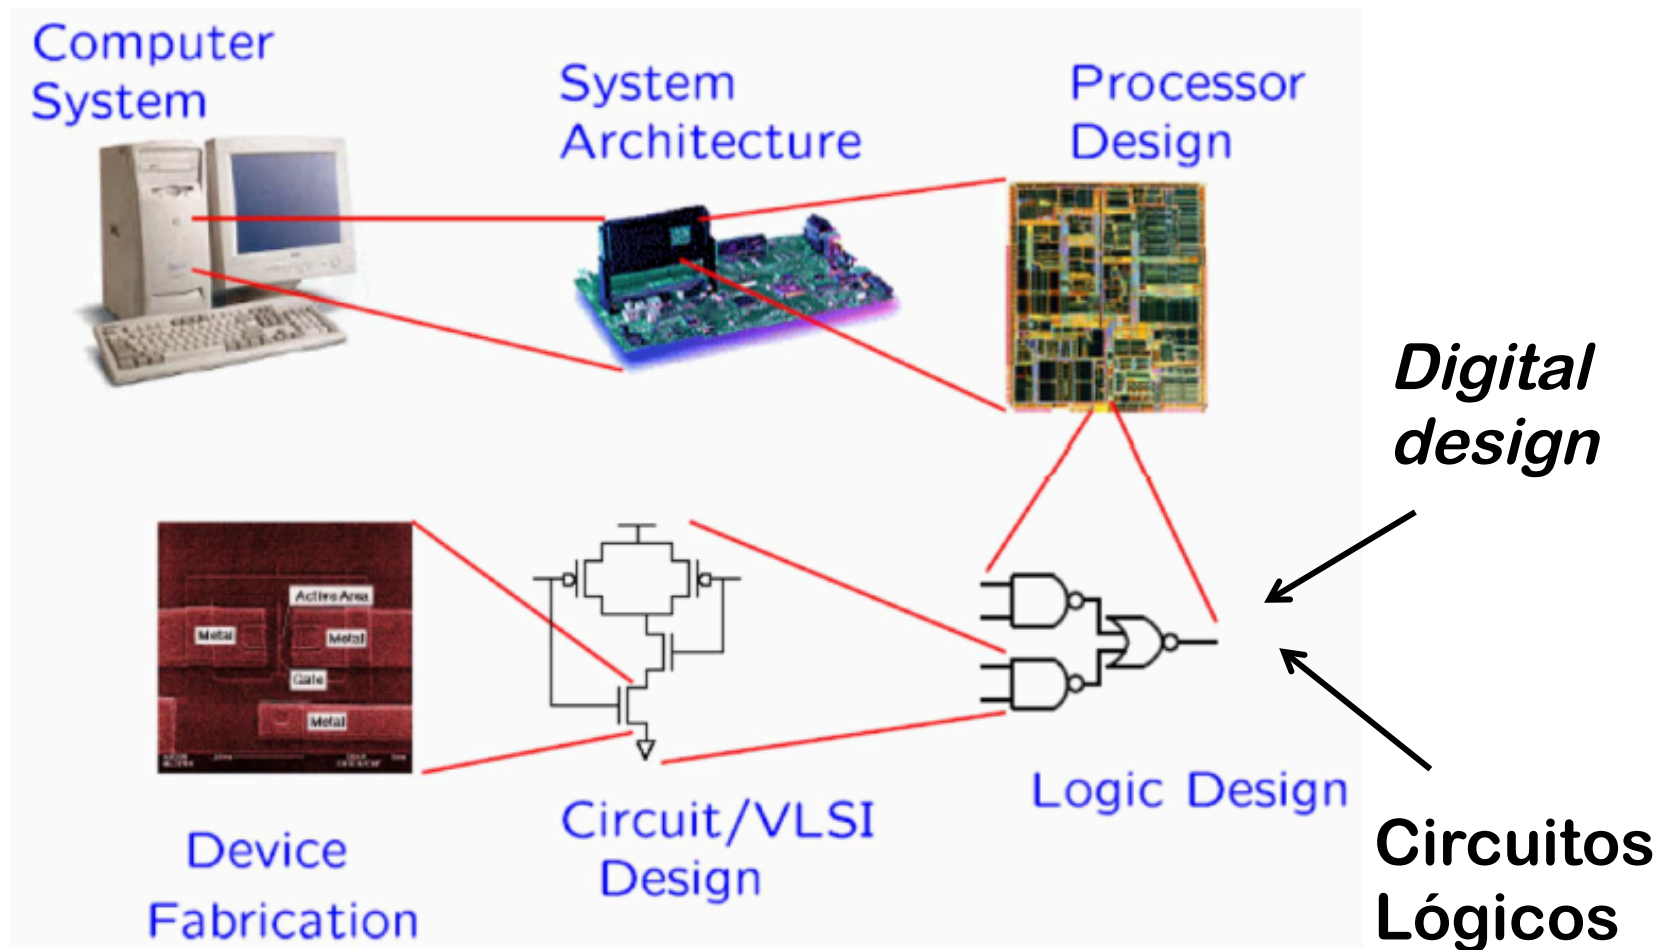 Computer
System
System
Architecture
Processor
Design
Digital
design
Active Area
Metal
Metal
Gate
Metal
Logic Design
Circuit/VLSI
Design
Device
Fabrication
Circuitos
Lógicos